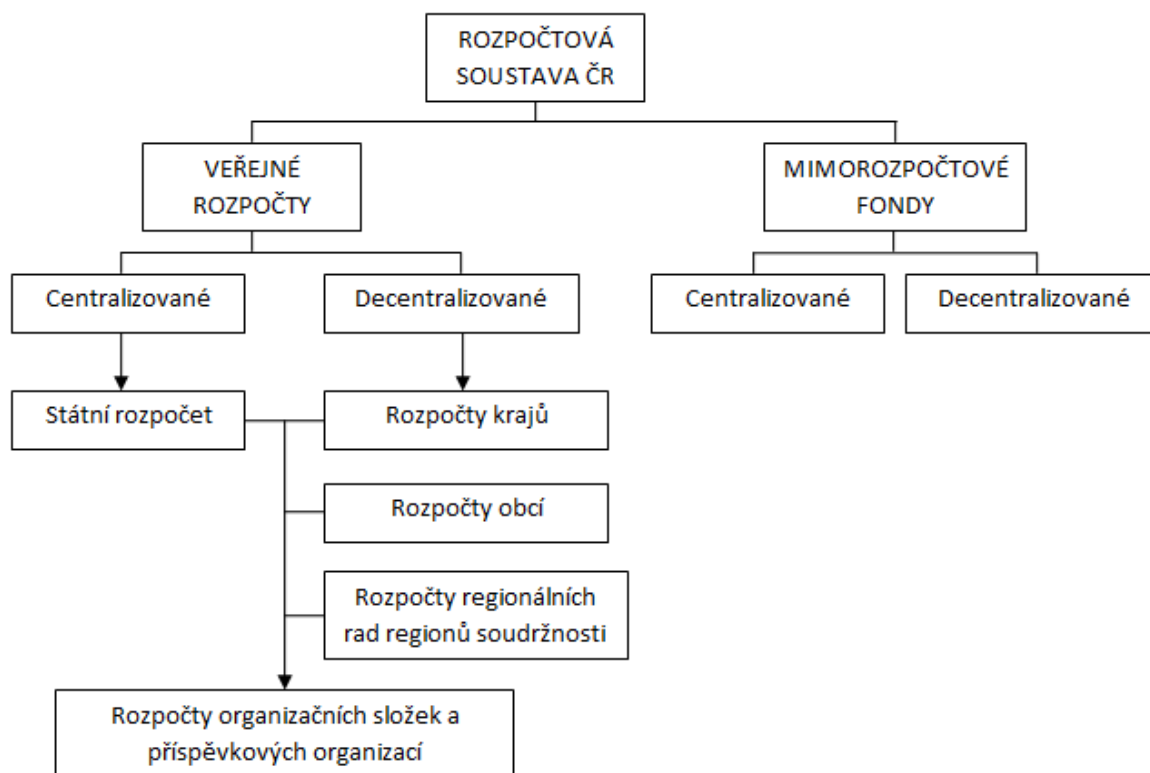 ROZPOČTOVÁ
SOUSTAVA ČR
VEŘEJNÉ
ROZPOČTY
MIMOROZPOČTOVÉ
FONDY
Centralizované
Decentralizované
Centralizované
Decentralizované
Státní rozpočet
Rozpočty krajů
Rozpočty obcí
Rozpočty regionálních
rad regionů soudržnosti
Rozpočty organizačních složek a
příspěvkových organizací